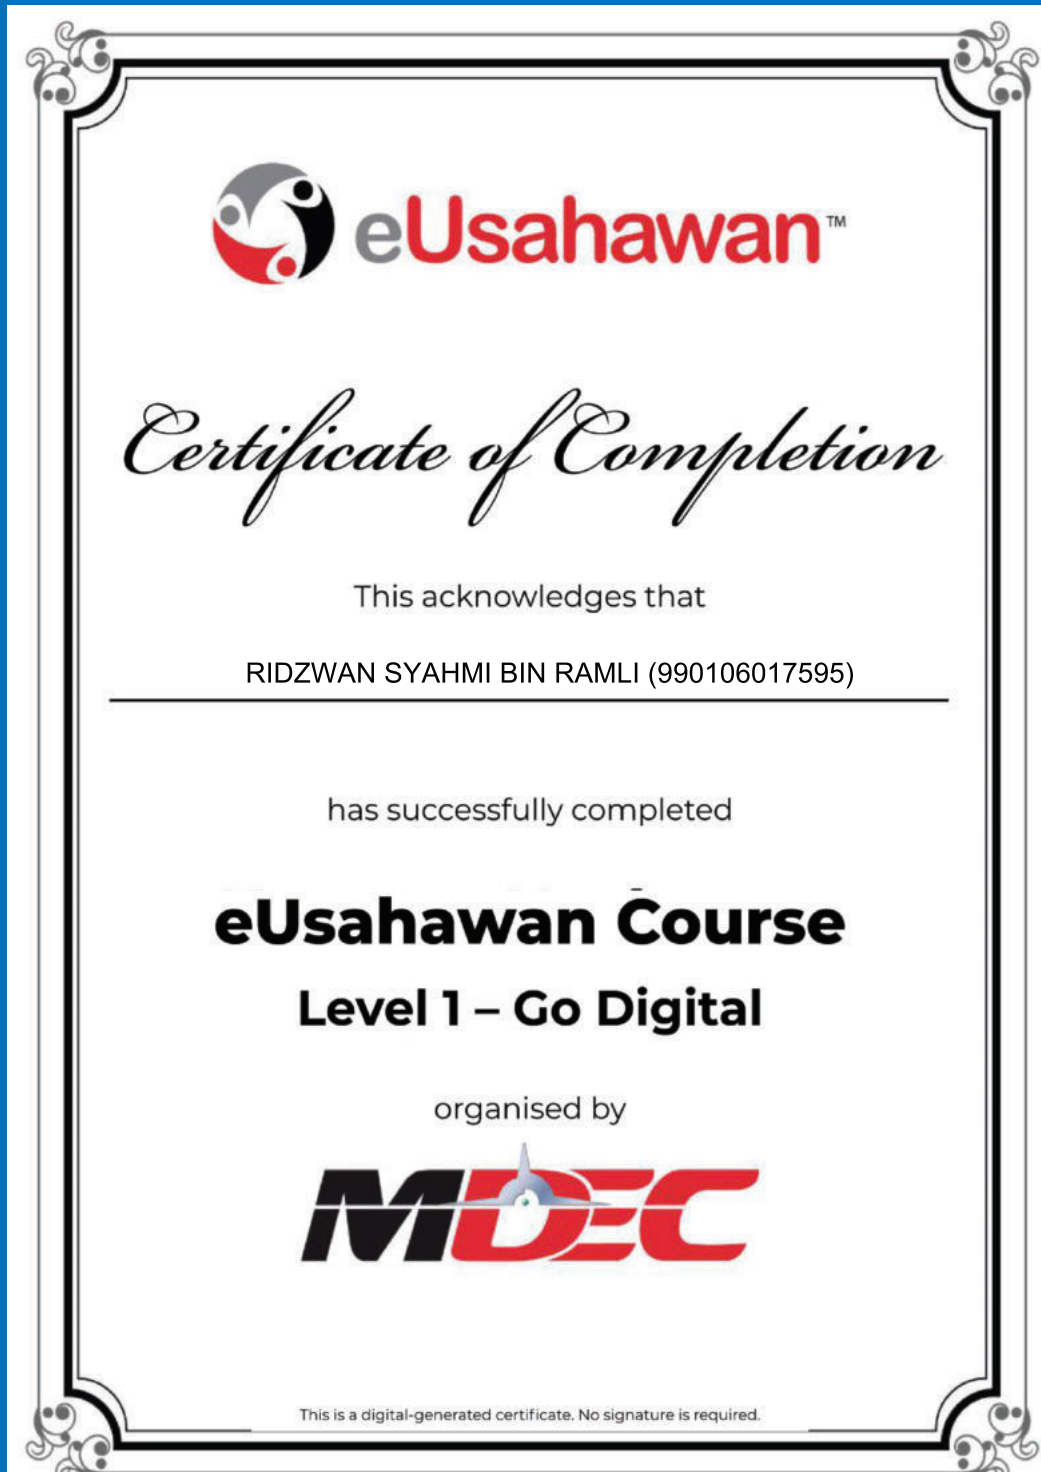 eUsahawan™
Certificate of Completion
This acknowledges that
RIDZWAN SYAHMI BIN RAMLI (990106017595)
has successfully completed
eUsahawan Course
Level 1 – Go Digital
organised by
MDEC
This is a digital-generated certificate. No signature is required.